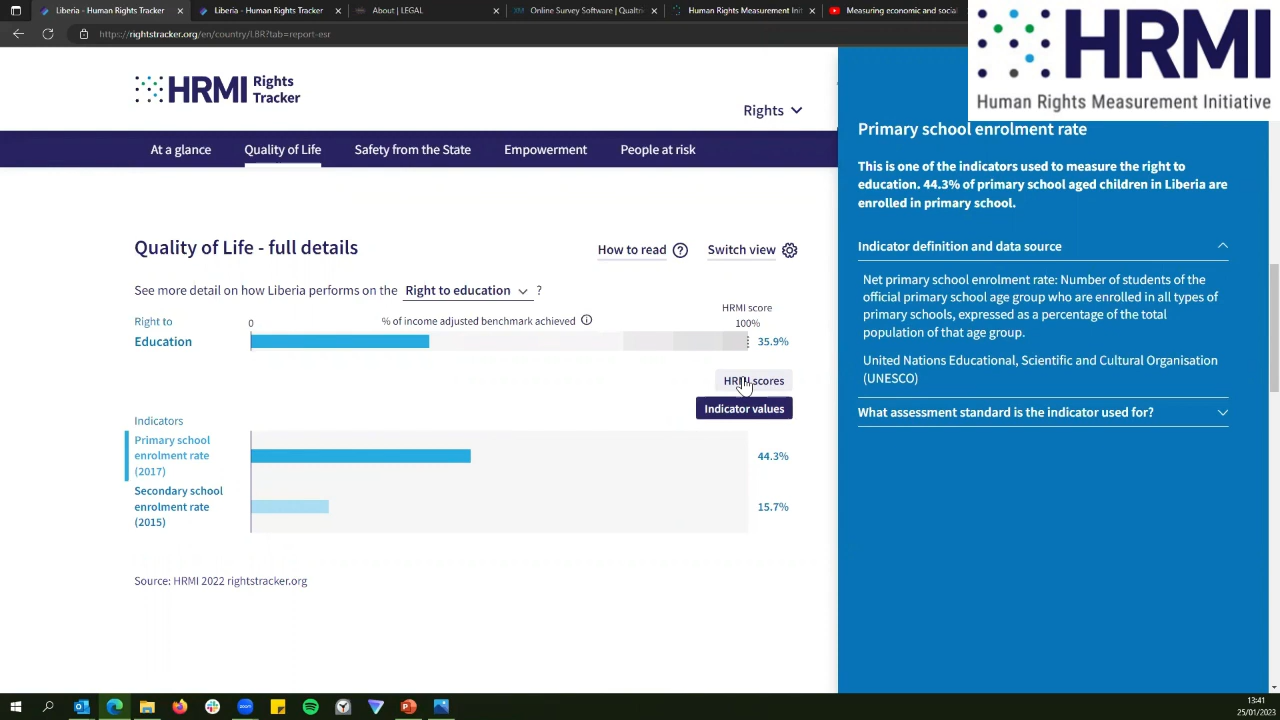 Liberia - Human Rights Tracker
Liberia - Human Rights Tracker
About | LEGAL
Online Survey Software | Qualtr
Human Rights Measurement Init
Measuring economic and social
https://rightstracker.org/en/country/LBR?tab=report-esr
HRMI
Human Rights Measurement Initiative
HRMI Rights
Tracker
Rights
At a glance
Quality of Life
Safety from the State
Empowerment
People at risk
Quality of Life - full details
How to read ?
Switch view
See more detail on how Liberia performs on the Right to education ?
HRMI score
Right to
0
% of income adjusted benchmark achieved
100%
Education
35.9%
HRMI scores
Indicator values
Indicators
Primary school
enrolment rate
(2017)
44.3%
Secondary school
enrolment rate
(2015)
15.7%
Source: HRMI 2022 rightstracker.org
Primary school enrolment rate
This is one of the indicators used to measure the right to
education. 44.3% of primary school aged children in Liberia are
enrolled in primary school.
Indicator definition and data source
Net primary school enrolment rate: Number of students of the
official primary school age group who are enrolled in all types of
primary schools, expressed as a percentage of the total
population of that age group.
United Nations Educational, Scientific and Cultural Organisation
(UNESCO)
What assessment standard is the indicator used for?
13:41
25/01/2023